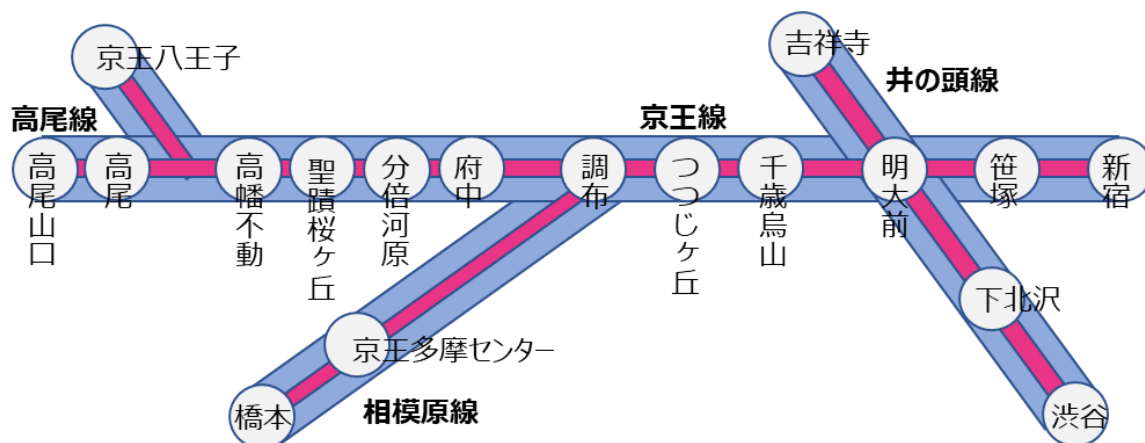 京王八王子
吉祥寺
井の頭線
高尾線
京王線
高尾山口
高尾
高幡不動
聖蹟桜ヶ丘
分倍河原
府中
調布
つつじヶ丘
千歳烏山
明大前
笹塚
新宿
下北沢
京王多摩センター
橋本
相模原線
渋谷